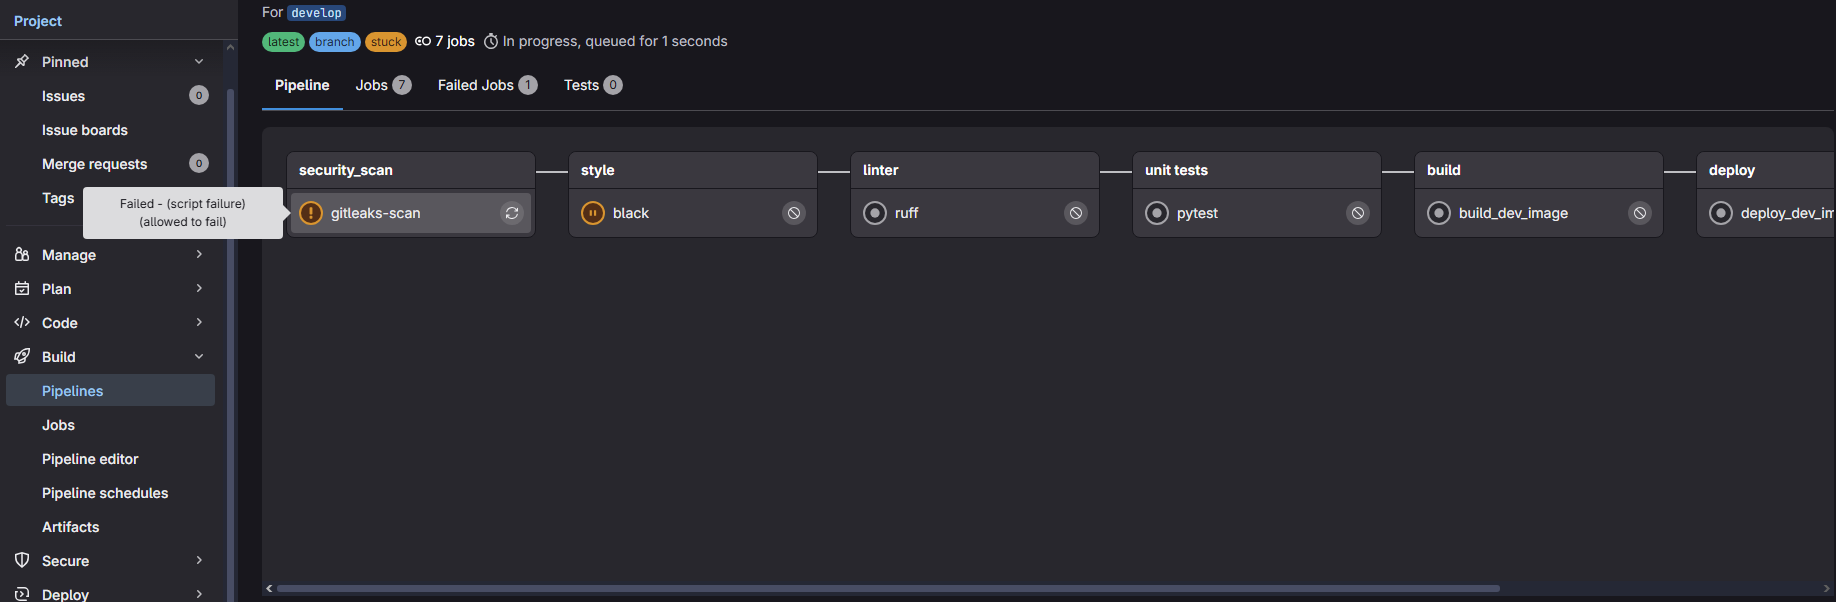 Project
Pinned
Issues 0
Issue boards
Merge requests 0
Tags
Manage
Plan
Code
Build
Pipelines
Jobs
Pipeline editor
Pipeline schedules
Artifacts
Secure
Deploy
For develop
latest branch stuck 7 jobs In progress, queued for 1 seconds
Pipeline Jobs 7 Failed Jobs 1 Tests 0
security_scan
gitleaks-scan
Failed - (script failure)
(allowed to fail)
style
black
linter
ruff
unit tests
pytest
build
build_dev_image
deploy
deploy_dev_im